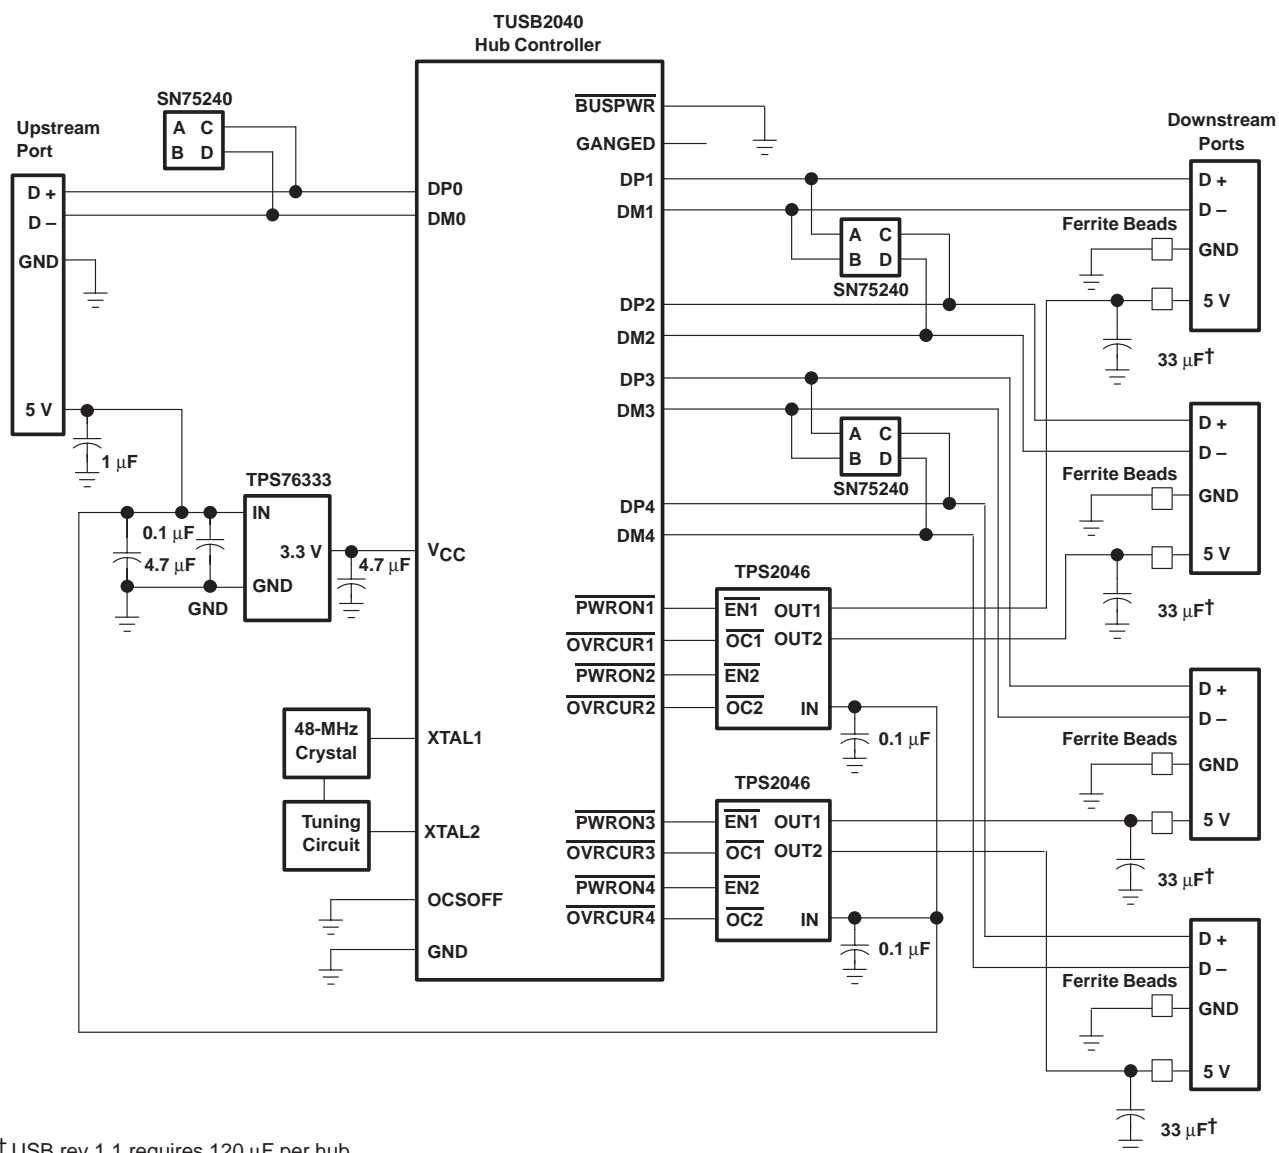 TUSB2040
Hub Controller
SN75240
A C
B D
Upstream
Port
D +
D –
GND
5 V
1 μF
TPS76333
IN
3.3 V
GND
0.1 μF
4.7 μF
GND
4.7 μF
48-MHz
Crystal
Tuning
Circuit
DP0
DM0
VCC
XTAL1
XTAL2
OCSOFF
GND
BUSPWR
GANGED
DP1
DM1
DP2
DM2
DP3
DM3
DP4
DM4
PWRON1
OVRCUR1
PWRON2
OVRCUR2
PWRON3
OVRCUR3
PWRON4
OVRCUR4
A C
B D
SN75240
A C
B D
SN75240
TPS2046
EN1 OUT1
OC1 OUT2
EN2
OC2 IN
0.1 μF
TPS2046
EN1 OUT1
OC1 OUT2
EN2
OC2 IN
0.1 μF
Downstream
Ports
D +
D –
Ferrite Beads
GND
5 V
33 μF†
D +
D –
Ferrite Beads
GND
5 V
33 μF†
D +
D –
Ferrite Beads
GND
5 V
33 μF†
D +
D –
Ferrite Beads
GND
5 V
33 μF†
† USB rev 1.1 requires 120 μF per hub